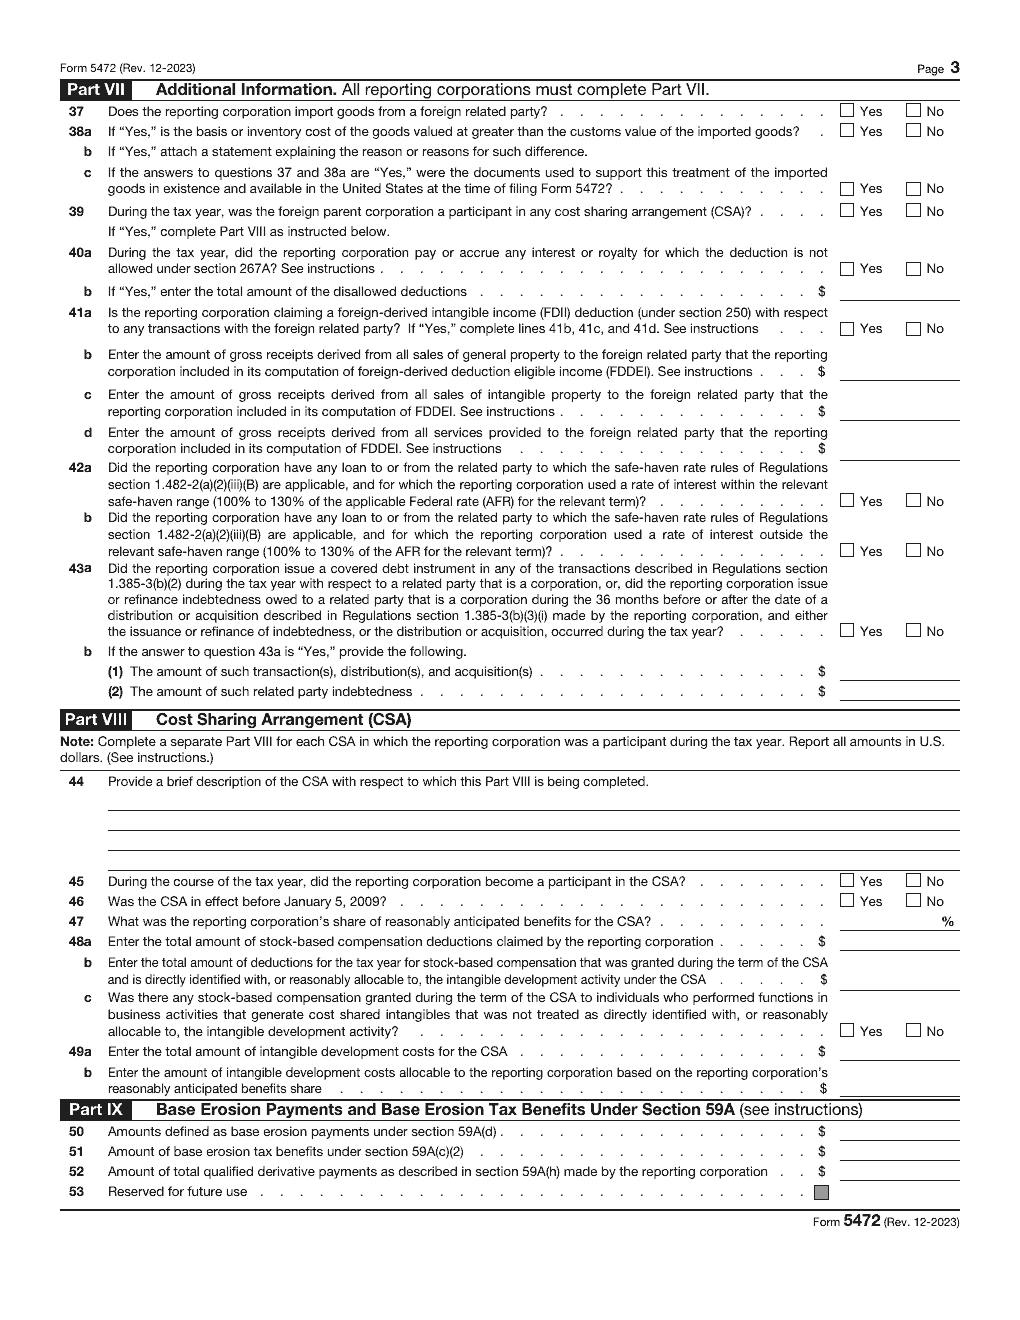 Form 5472 (Rev. 12-2023) Page 3
Part VII Additional Information. All reporting corporations must complete Part VII.
37 Does the reporting corporation import goods from a foreign related party? . . . . . . . . . . . . . . Yes No
38a If “Yes,” is the basis or inventory cost of the goods valued at greater than the customs value of the imported goods? . Yes No
b If “Yes,” attach a statement explaining the reason or reasons for such difference.
c If the answers to questions 37 and 38a are “Yes,” were the documents used to support this treatment of the imported
goods in existence and available in the United States at the time of filing Form 5472? . . . . . . . . . . . Yes No
39 During the tax year, was the foreign parent corporation a participant in any cost sharing arrangement (CSA)? . . . . Yes No
If “Yes,” complete Part VIII as instructed below.
40a During the tax year, did the reporting corporation pay or accrue any interest or royalty for which the deduction is not
allowed under section 267A? See instructions . . . . . . . . . . . . . . . . Yes No
b If “Yes,” enter the total amount of the disallowed deductions . . . . . . . . . . . . $
41a Is the reporting corporation claiming a foreign-derived intangible income (FDII) deduction (under section 250) with respect
to any transactions with the foreign related party? If “Yes,” complete lines 41b, 41c, and 41d. See instructions . . . Yes No
b Enter the amount of gross receipts derived from all sales of general property to the foreign related party that the reporting
corporation included in its computation of foreign-derived deduction eligible income (FDDEI). See instructions . . . $
c Enter the amount of gross receipts derived from all sales of intangible property to the foreign related party that the
reporting corporation included in its computation of FDDEI. See instructions . . . . . . . . . $
d Enter the amount of gross receipts derived from all services provided to the foreign related party that the reporting
corporation included in its computation of FDDEI. See instructions . . . . . . . . . . . $
42a Did the reporting corporation have any loan to or from the related party to which the safe-haven rate rules of Regulations
section 1.482-2(a)(2)(iii)(B) are applicable, and for which the reporting corporation used a rate of interest within the relevant
safe-haven range (100% to 130% of the applicable Federal rate (AFR) for the relevant term)? . . . . . . Yes No
b Did the reporting corporation have any loan to or from the related party to which the safe-haven rate rules of Regulations
section 1.482-2(a)(2)(iii)(B) are applicable, and for which the reporting corporation used a rate of interest outside the
relevant safe-haven range (100% to 130% of the AFR for the relevant term)? . . . . . . . . . . Yes No
43a Did the reporting corporation issue a covered debt instrument in any of the transactions described in Regulations section
1.385-3(b)(2) during the tax year with respect to a related party that is a corporation, or, did the reporting corporation issue
or refinance indebtedness owed to a related party that is a corporation during the 36 months before or after the date of a
distribution or acquisition described in Regulations section 1.385-3(b)(3)(i) made by the reporting corporation, and either
the issuance or refinance of indebtedness, or the distribution or acquisition, occurred during the tax year? . . . . Yes No
b If the answer to question 43a is “Yes,” provide the following.
(1) The amount of such transaction(s), distribution(s), and acquisition(s) . . . . . . . . . . $
(2) The amount of such related party indebtedness . . . . . . . . . . . . . . $
Part VIII Cost Sharing Arrangement (CSA)
Note: Complete a separate Part VIII for each CSA in which the reporting corporation was a participant during the tax year. Report all amounts in U.S.
dollars. (See instructions.)
44 Provide a brief description of the CSA with respect to which this Part VIII is being completed.
45 During the course of the tax year, did the reporting corporation become a participant in the CSA? . . . . . Yes No
46 Was the CSA in effect before January 5, 2009? . . . . . . . . . . . . . . . Yes No
47 What was the reporting corporation’s share of reasonably anticipated benefits for the CSA? . . . . . . %
48a Enter the total amount of stock-based compensation deductions claimed by the reporting corporation . . . . $
b Enter the total amount of deductions for the tax year for stock-based compensation that was granted during the term of the CSA
and is directly identified with, or reasonably allocable to, the intangible development activity under the CSA . . . . $
c Was there any stock-based compensation granted during the term of the CSA to individuals who performed functions in
business activities that generate cost shared intangibles that was not treated as directly identified with, or reasonably
allocable to, the intangible development activity? . . . . . . . . . . . . . . Yes No
49a Enter the total amount of intangible development costs for the CSA . . . . . . . . . . $
b Enter the amount of intangible development costs allocable to the reporting corporation based on the reporting corporation’s
reasonably anticipated benefits share . . . . . . . . . . . . . . . . $
Part IX Base Erosion Payments and Base Erosion Tax Benefits Under Section 59A (see instructions)
50 Amounts defined as base erosion payments under section 59A(d) . . . . . . . . . . . $
51 Amount of base erosion tax benefits under section 59A(c)(2) . . . . . . . . . . . . $
52 Amount of total qualified derivative payments as described in section 59A(h) made by the reporting corporation . . $
53 Reserved for future use . . . . . . . . . . . . . . . . . . .
Form 5472 (Rev. 12-2023)